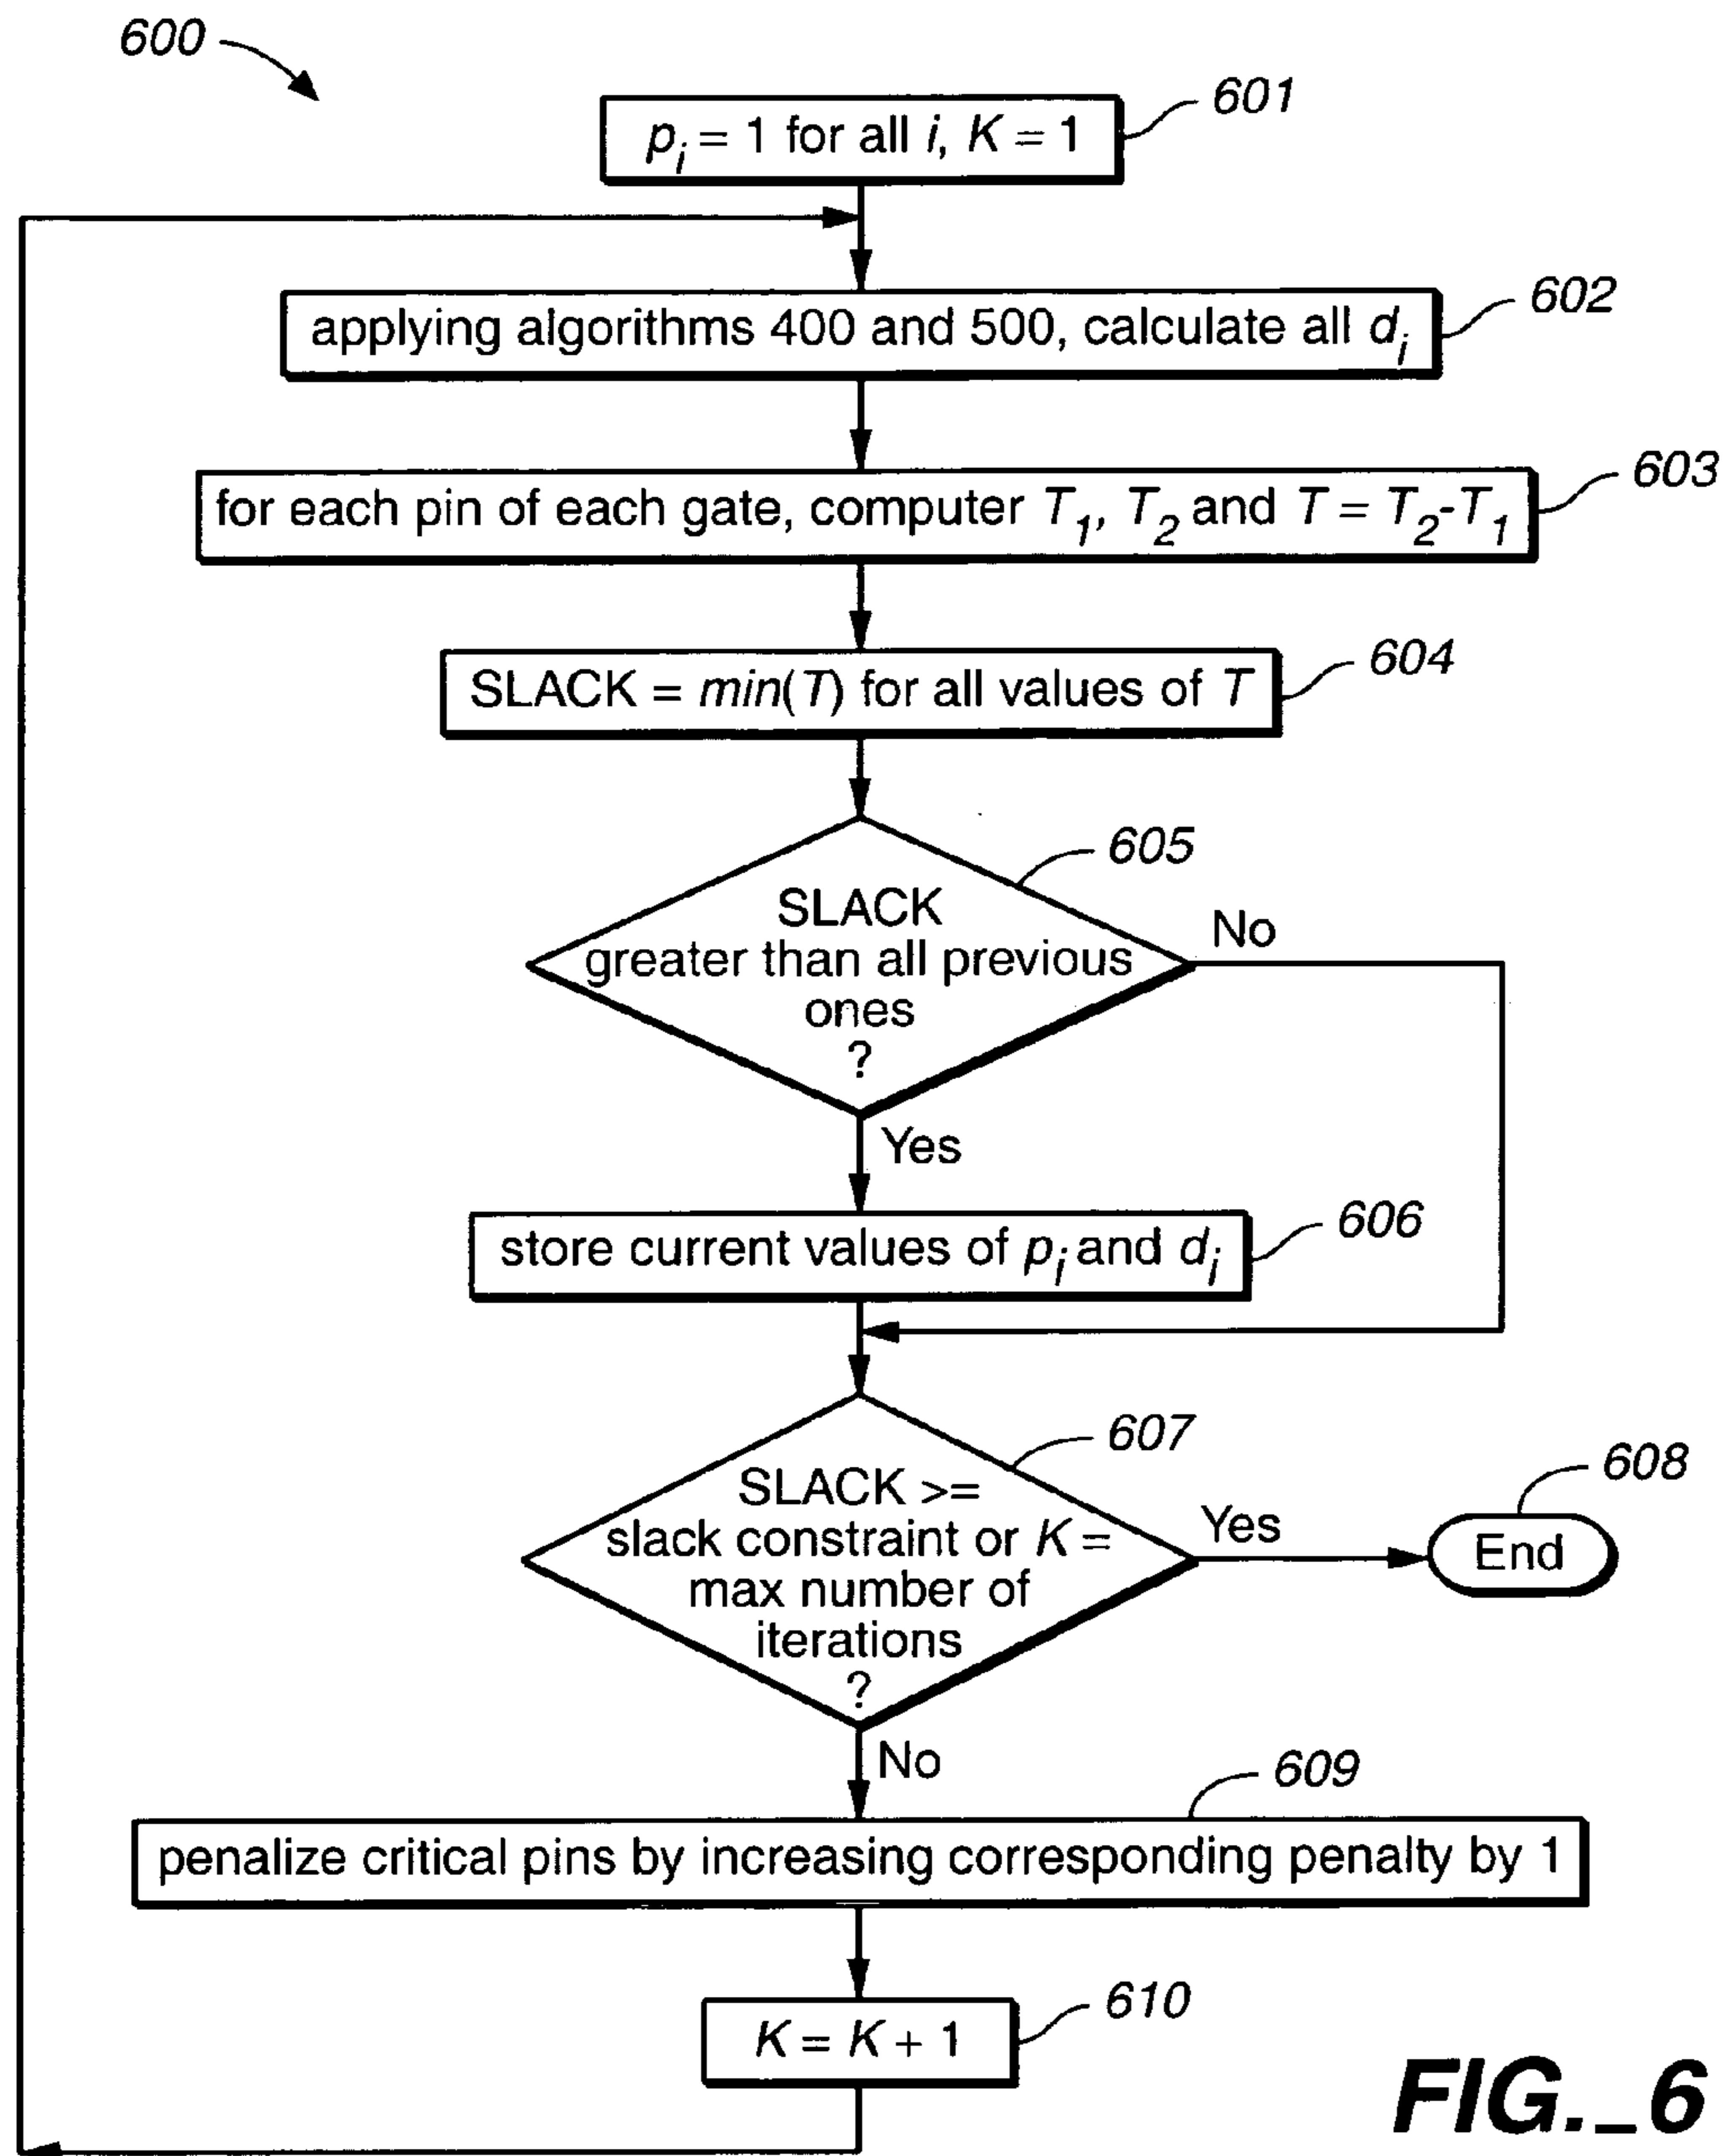 600
601
pᵢ = 1 for all i, K = 1
602
applying algorithms 400 and 500, calculate all dᵢ
603
for each pin of each gate, computer T₁, T₂ and T = T₂-T₁
604
SLACK = min(T) for all values of T
605
SLACK
greater than all previous
ones
?
No
Yes
606
store current values of pᵢ and dᵢ
607
SLACK >=
slack constraint or K =
max number of
iterations
?
Yes
608
End
No
609
penalize critical pins by increasing corresponding penalty by 1
610
K = K + 1
FIG._6